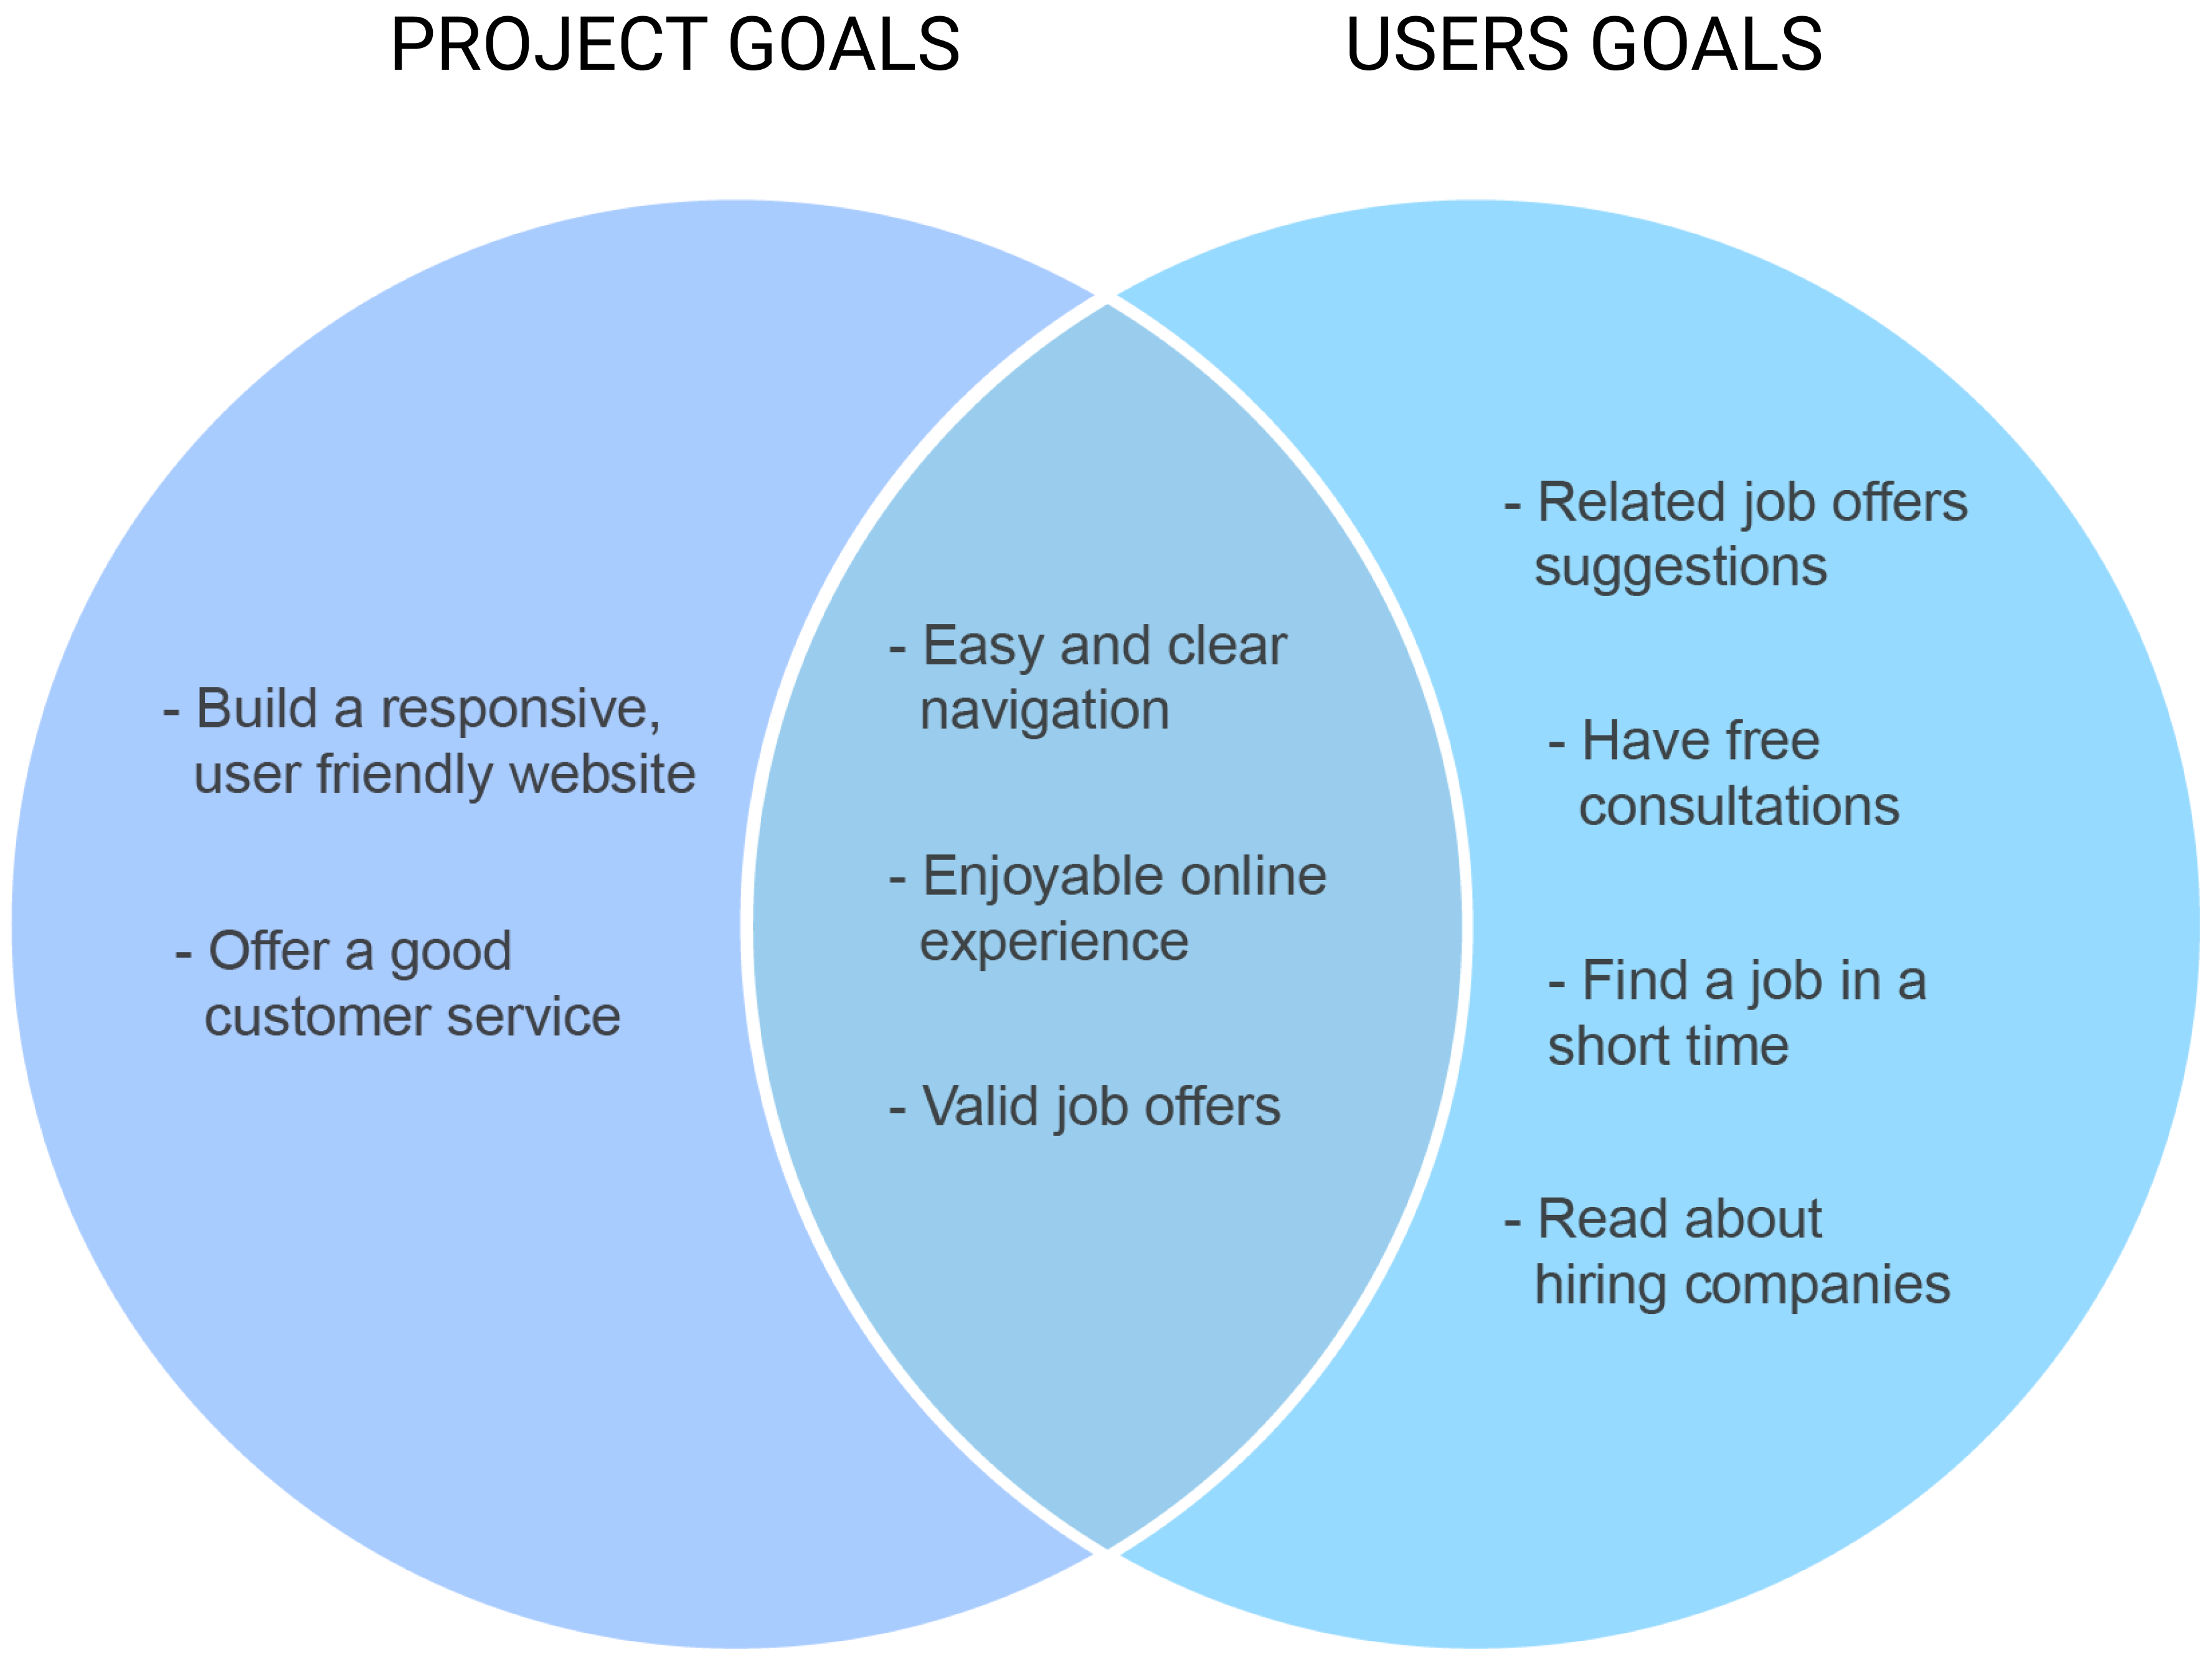 PROJECT GOALS
USERS GOALS
- Build a responsive,
user friendly website
- Offer a good
customer service
- Easy and clear
navigation
- Enjoyable online
experience
- Valid job offers
- Related job offers
suggestions
- Have free
consultations
- Find a job in a
short time
- Read about
hiring companies